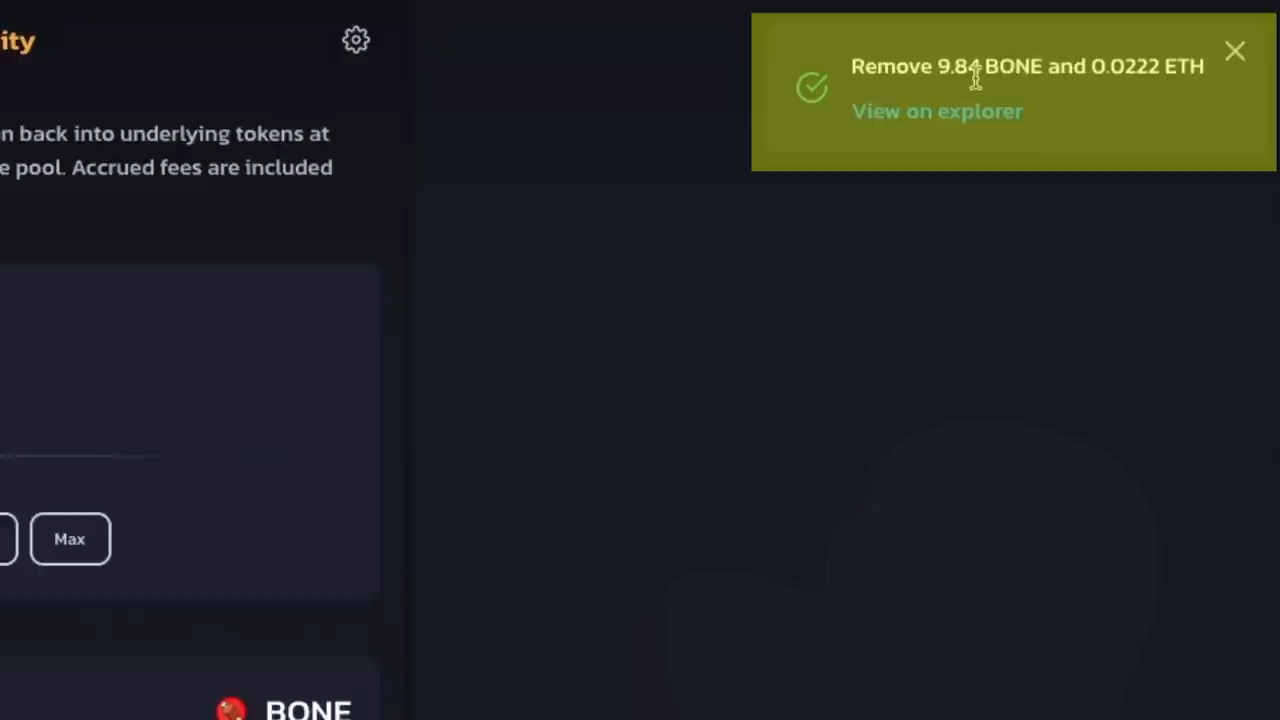 ity
n back into underlying tokens at
e pool. Accrued fees are included
Remove 9.84 BONE and 0.0222 ETH
View on explorer
Max
BONE